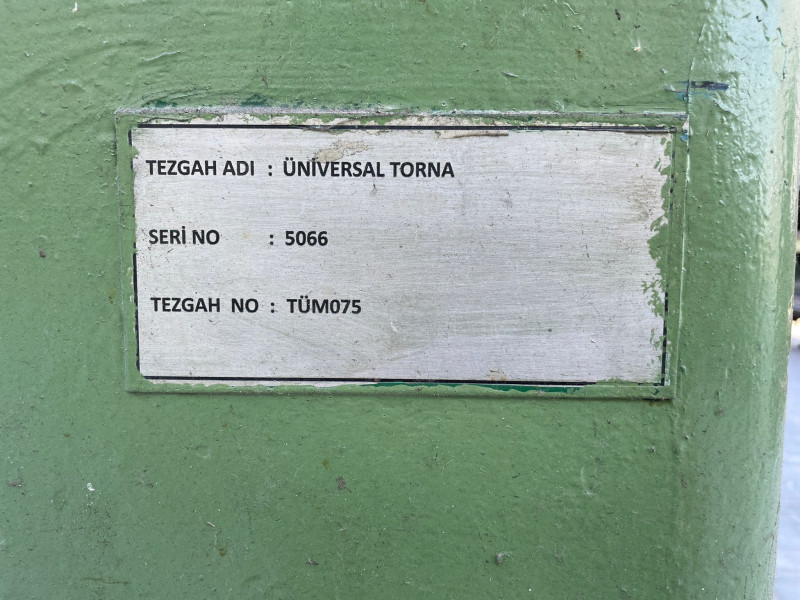 TEZGAH ADI : ÜNİVERSAL TORNA
SERİ NO : 5066
TEZGAH NO : TÜM075